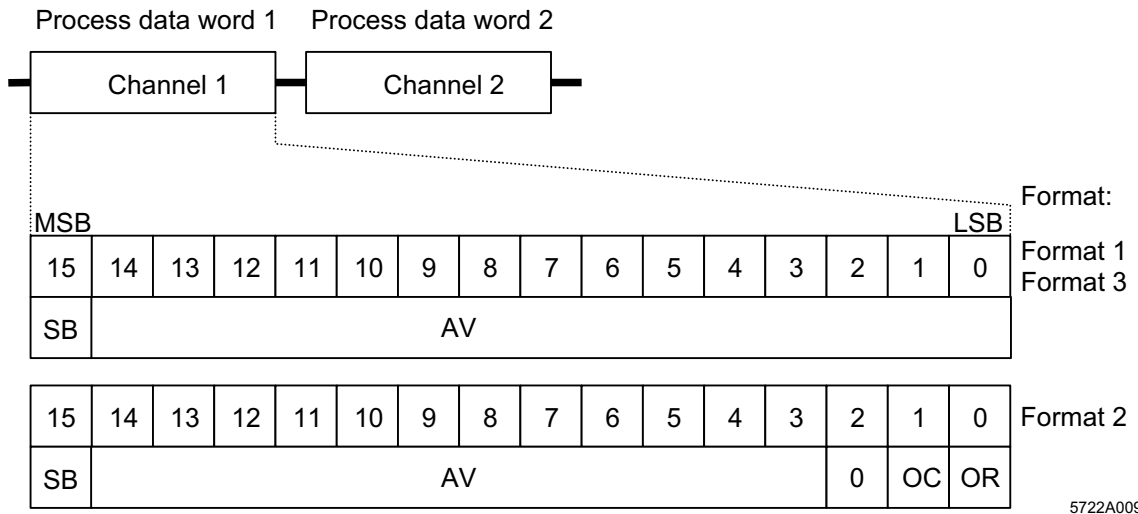 Process data word 1 Process data word 2
Channel 1 Channel 2
Format:
MSB LSB
15 14 13 12 11 10 9 8 7 6 5 4 3 2 1 0 Format 1
Format 3
SB AV
15 14 13 12 11 10 9 8 7 6 5 4 3 2 1 0 Format 2
SB AV 0 OC OR
5722A009